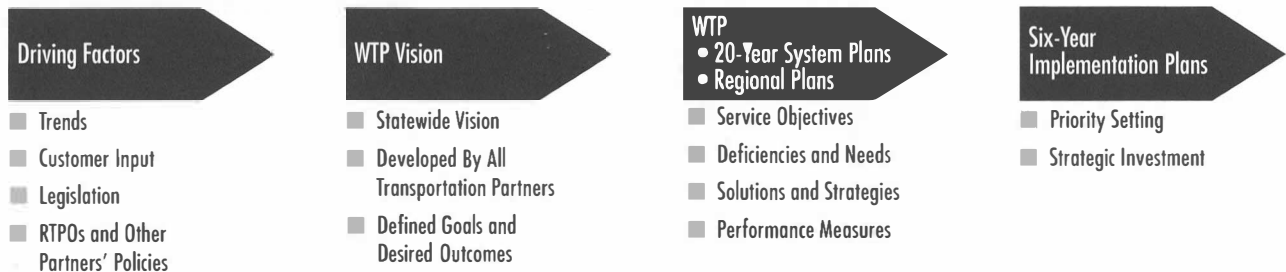 Driving Factors
Trends
Customer Input
Legislation
RTPOs and Other
Partners' Policies
WTP Vision
Statewide Vision
Developed By All
Transportation Partners
Defined Goals and
Desired Outcomes
WTP
• 20-Year System Plans
• Regional Plans
Service Objectives
Deficiencies and Needs
Solutions and Strategies
Performance Measures
Six-Year
Implementation Plans
Priority Setting
Strategic Investment